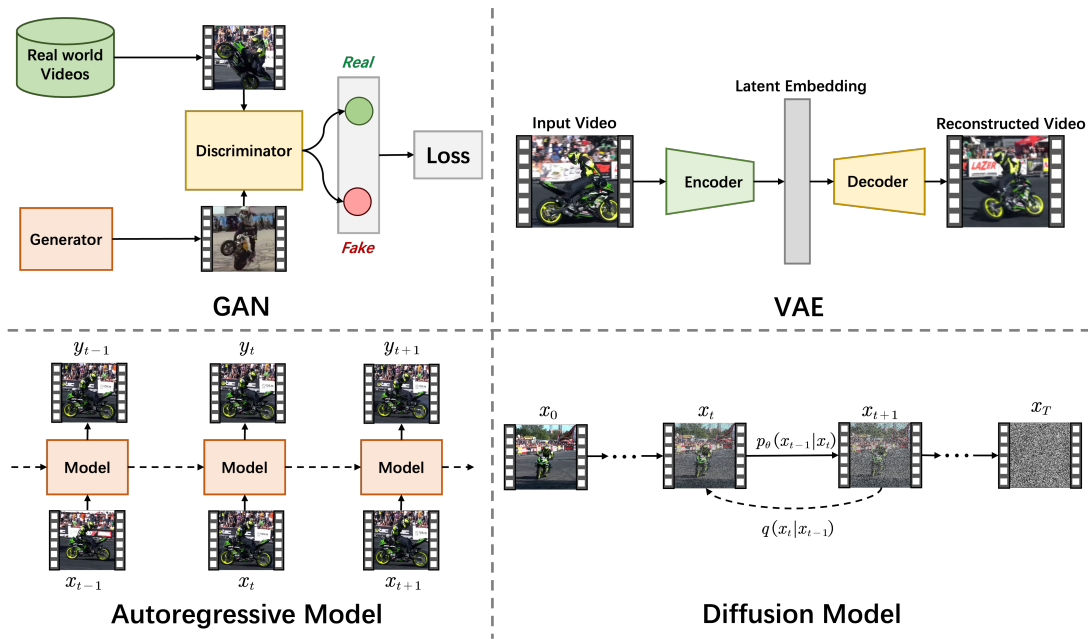 Real world
Videos
Real
Discriminator
Loss
Generator
Fake
GAN
Latent Embedding
Input Video
Reconstructed Video
Encoder
Decoder
LAZER
VAE
y_{t-1}
y_t
y_{t+1}
Model
Model
Model
x_{t-1}
x_t
x_{t+1}
Autoregressive Model
x_0
x_t
x_{t+1}
x_T
p_θ(x_{t-1}|x_t)
q(x_t|x_{t-1})
Diffusion Model